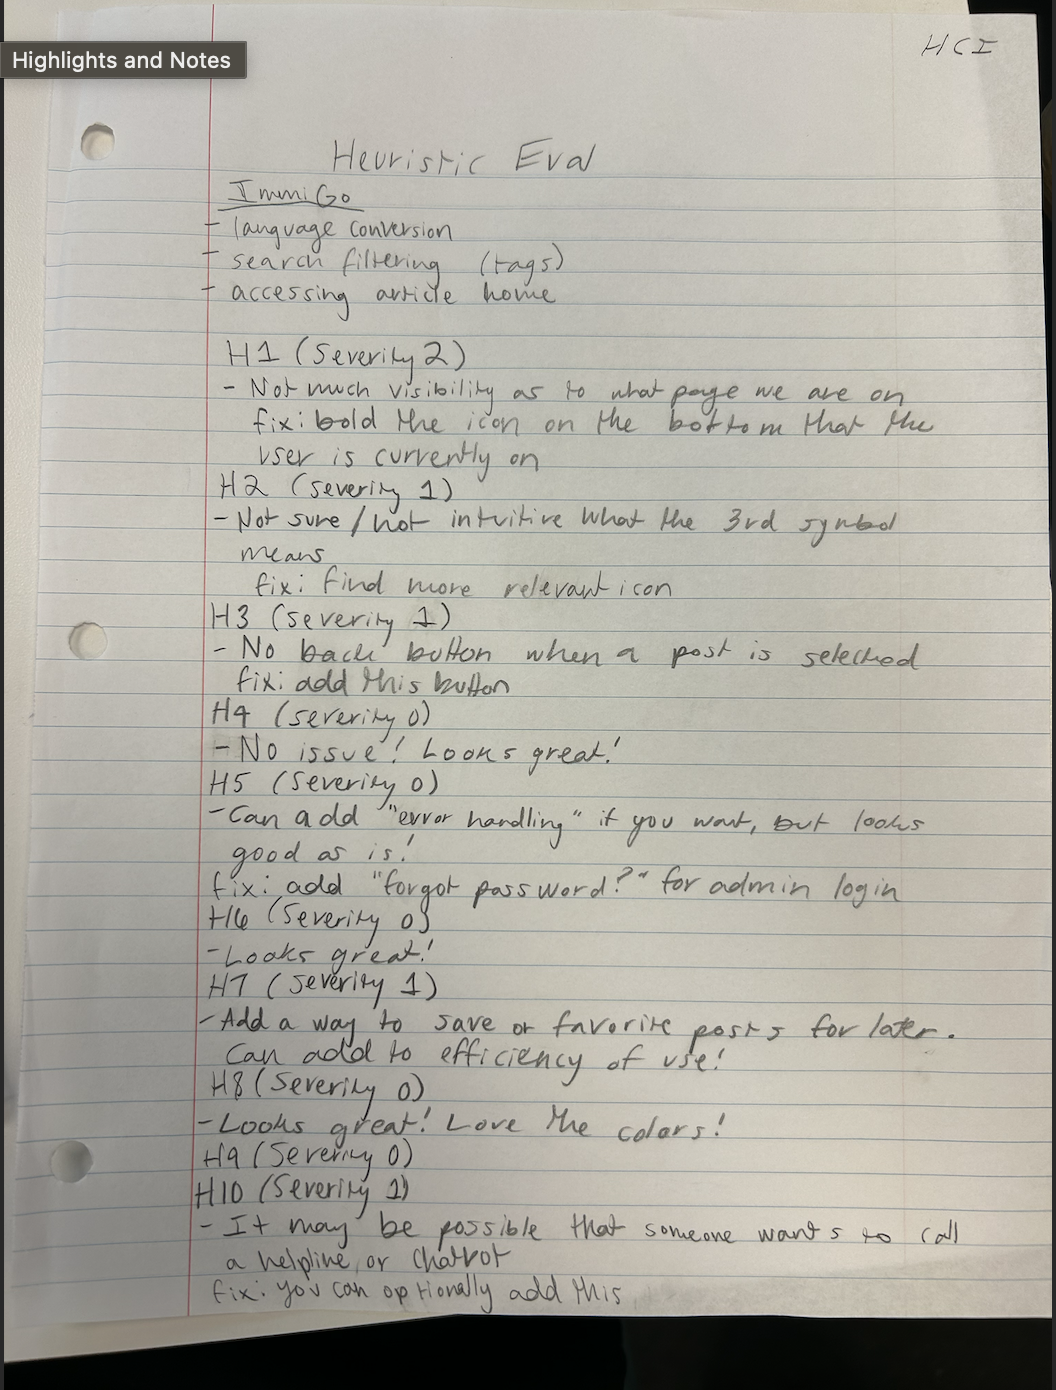 Highlights and Notes
HCI
Heuristic Eval
ImmiGo
- language conversion
- search filtering (tags)
- accessing article home
H1 (Severity 2)
- Not much visibility as to what page we are on
fix: bold the icon on the bottom that the
user is currently on
H2 (severity 1)
- Not sure/not intuitive what the 3rd symbol
means
fix: find more relevant icon
H3 (severity 1)
- No back button when a post is selected
fix: add this button
H4 (severity 0)
- No issue! Looks great!
H5 (Severity 0)
- Can add "error handling" if you want, but looks
good as is!
fix: add "forgot password?" for admin login
H6 (Severity 0)
- Looks great!
H7 (severity 1)
- Add a way to save or favorite posts for later.
Can add to efficiency of use!
H8 (Severity 0)
- Looks great! Love the colors!
H9 (Severity 0)
H10 (Severity 1)
- It may be possible that someone wants to call
a helpline, or chatbot
fix: you can optionally add this